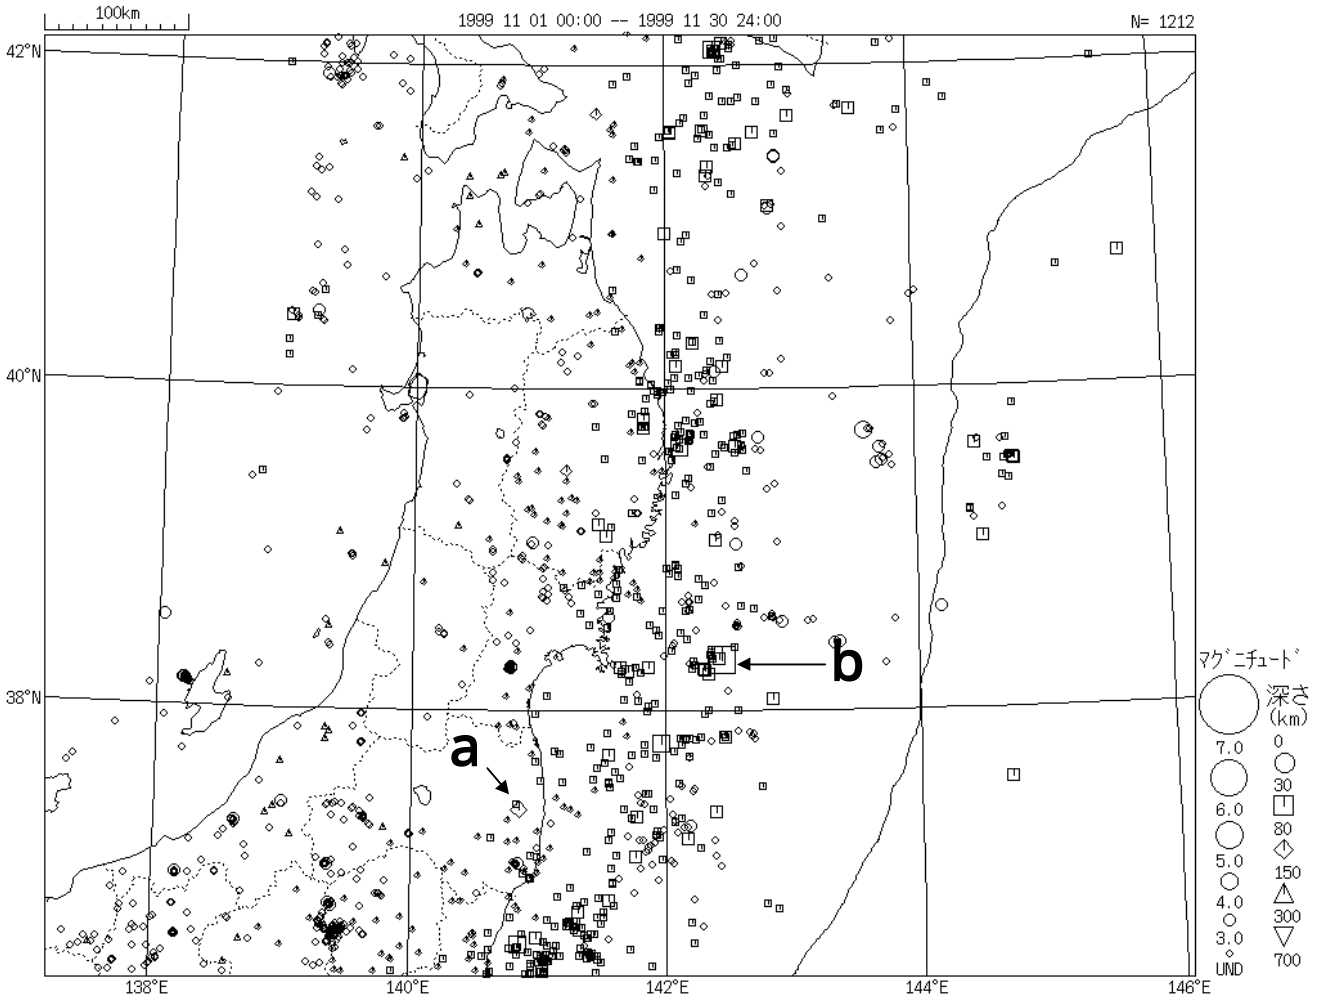 100km
1999 11 01 00:00 -- 1999 11 30 24:00
N= 1212
42°N
40°N
38°N
a
b
138°E
140°E
142°E
144°E
146°E
ﾏｸﾞﾆﾁｭｰﾄﾞ
7.0
6.0
5.0
4.0
3.0
UND
深さ
(km)
0
30
80
150
300
700